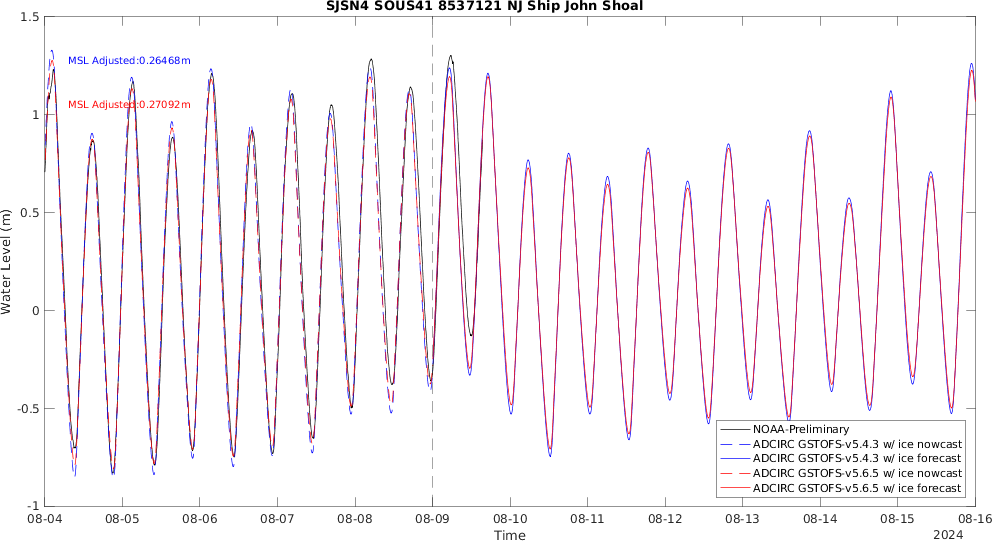 SJSN4 SOUS41 8537121 NJ Ship John Shoal
1.5
1
0.5
0
-0.5
-1
Water Level (m)
MSL Adjusted:0.26468m
MSL Adjusted:0.27092m
NOAA-Preliminary
ADCIRC GSTOFS-v5.4.3 w/ ice nowcast
ADCIRC GSTOFS-v5.4.3 w/ ice forecast
ADCIRC GSTOFS-v5.6.5 w/ ice nowcast
ADCIRC GSTOFS-v5.6.5 w/ ice forecast
08-04 08-05 08-06 08-07 08-08 08-09 08-10 08-11 08-12 08-13 08-14 08-15 08-16
Time
2024